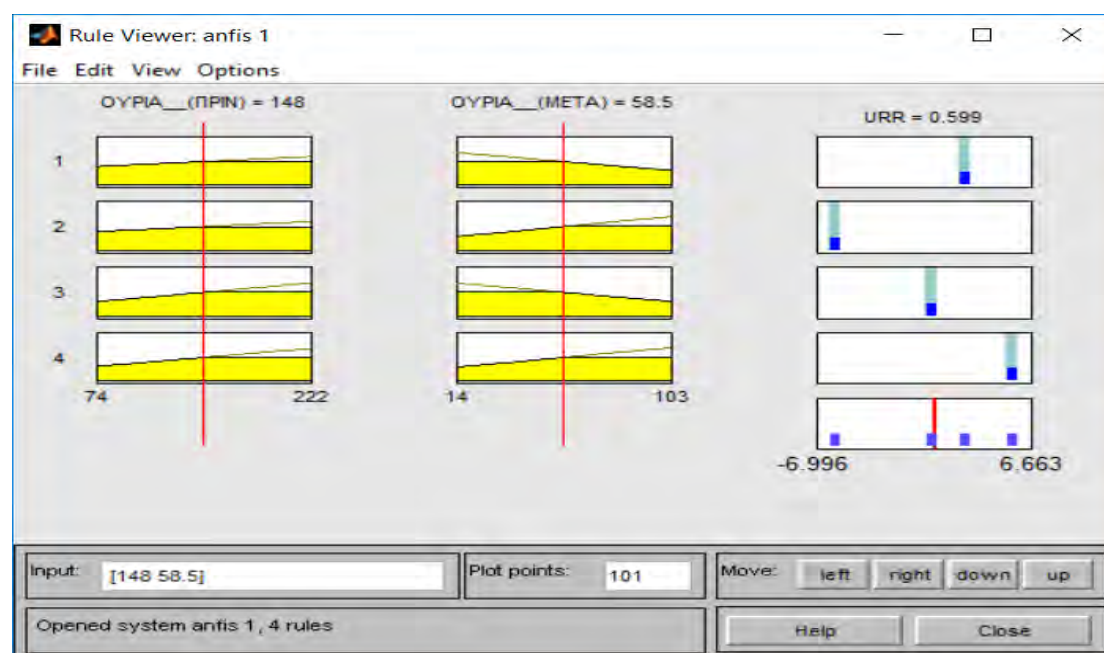 Rule Viewer: anfis 1
File Edit View Options
ΟΥΡΙΑ__(ΠΡΙΝ) = 148
ΟΥΡΙΑ__(ΜΕΤΑ) = 58.5
URR = 0.599
1
2
3
4
74 222
14 103
-6.996 6.663
Input: [148 58.5]
Plot points: 101
Move: left right down up
Opened system anfis 1, 4 rules
Help Close